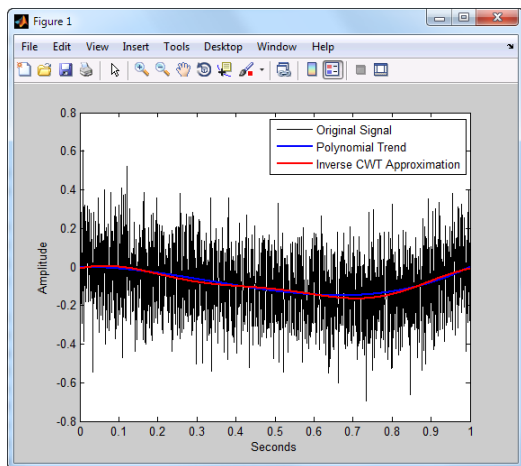 Figure 1
File Edit View Insert Tools Desktop Window Help
Original Signal
Polynomial Trend
Inverse CWT Approximation
0.8
0.6
0.4
0.2
0
-0.2
-0.4
-0.6
-0.8
Amplitude
0 0.1 0.2 0.3 0.4 0.5 0.6 0.7 0.8 0.9 1
Seconds